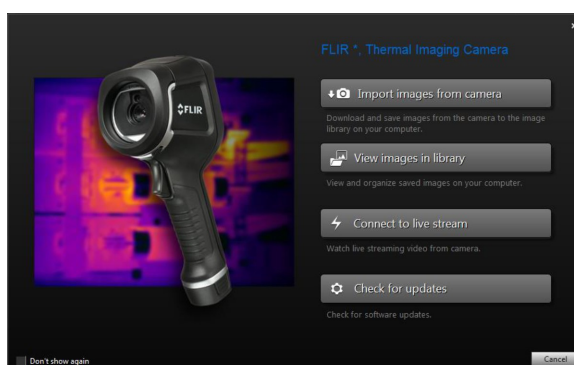 FLIR *, Thermal Imaging Camera
Import images from camera
Download and save images from the camera to the image
library on your computer.
View images in library
View and organize saved images on your computer.
Connect to live stream
Watch live streaming video from camera.
Check for updates
Check for software updates.
FLIR
Don't show again
Cancel